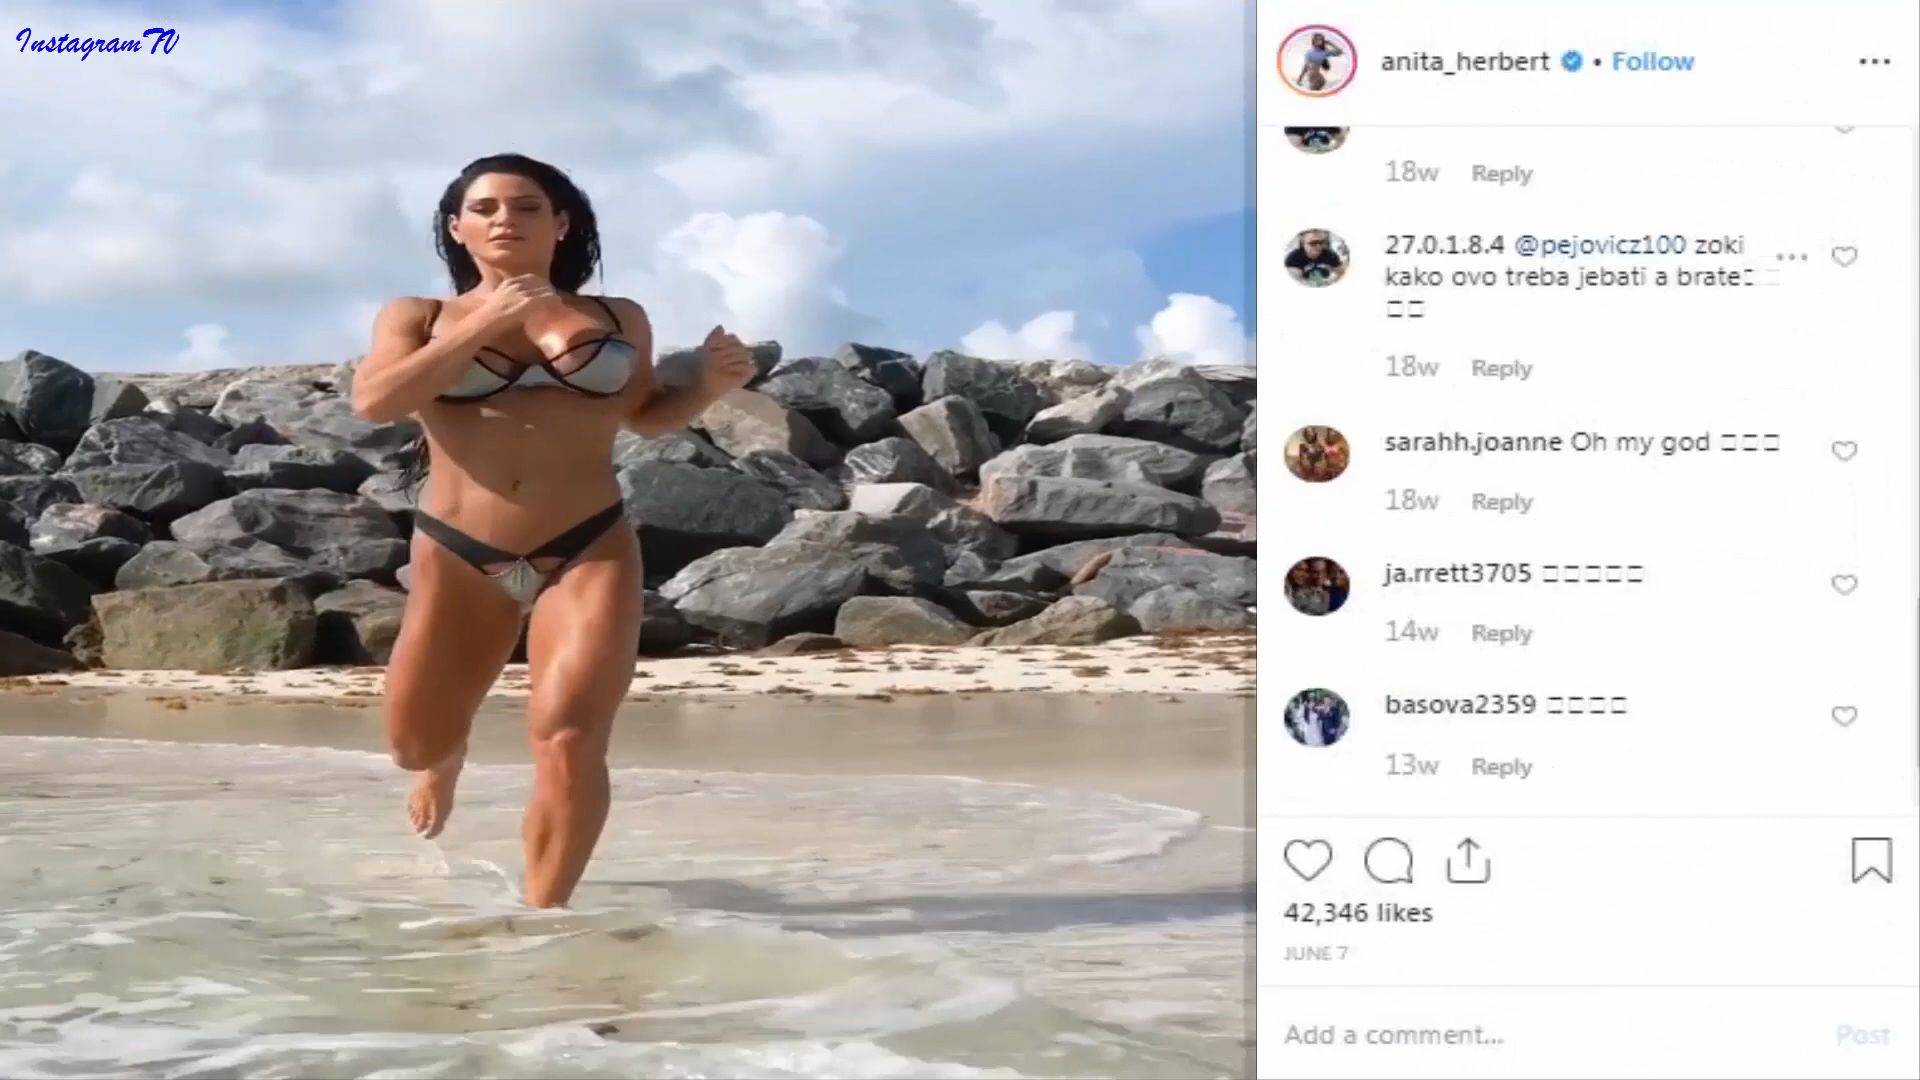 InstagramTV
anita_herbert • Follow
18w Reply
27.0.1.8.4 @pejovicz100 zoki
kako ovo treba jebati a brate
18w Reply
sarahh.joanne Oh my god
18w Reply
ja.rrett3705
14w Reply
basova2359
13w Reply
42,346 likes
JUNE 7
Add a comment... Post